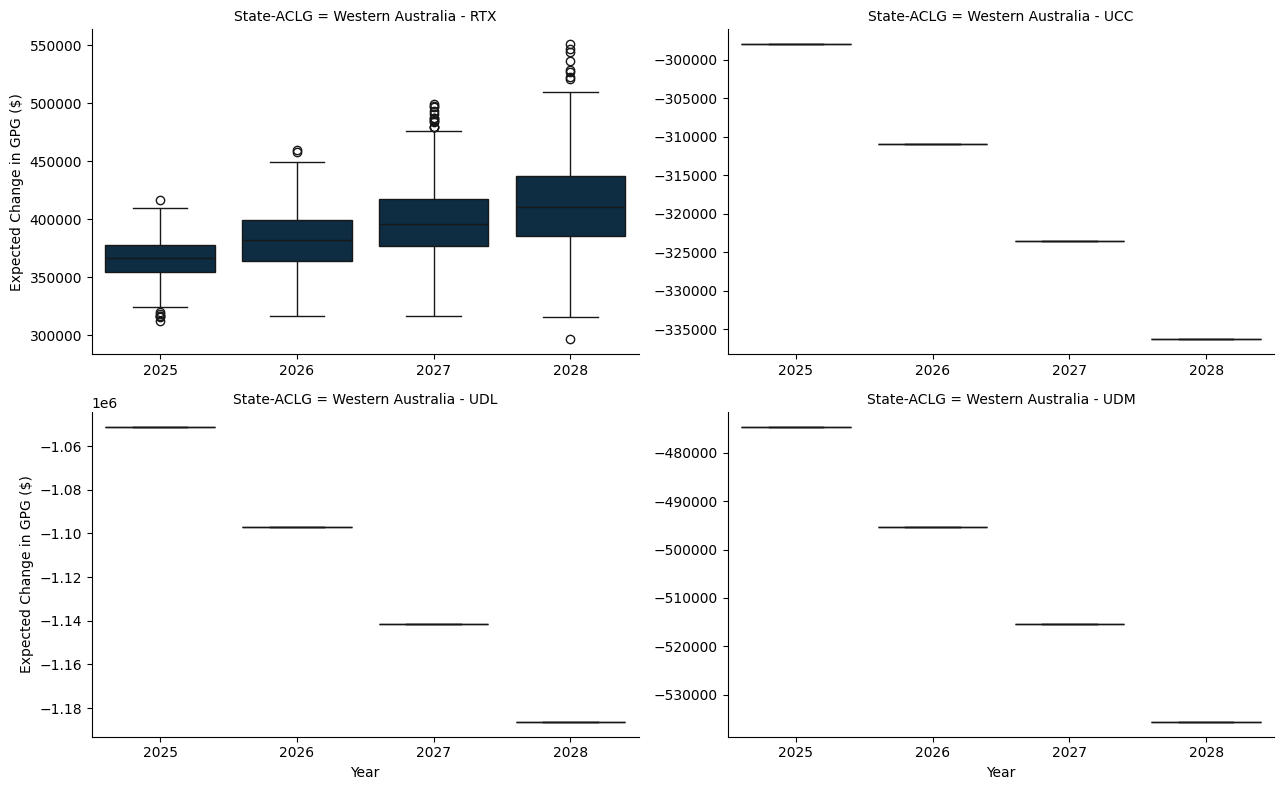 State-ACLG = Western Australia - RTX
Expected Change in GPG ($)
550000
500000
450000
400000
350000
300000
2025 2026 2027 2028
State-ACLG = Western Australia - UCC
−300000
−305000
−310000
−315000
−320000
−325000
−330000
−335000
2025 2026 2027 2028
State-ACLG = Western Australia - UDL
1e6
Expected Change in GPG ($)
−1.06
−1.08
−1.10
−1.12
−1.14
−1.16
−1.18
2025 2026 2027 2028
Year
State-ACLG = Western Australia - UDM
−480000
−490000
−500000
−510000
−520000
−530000
2025 2026 2027 2028
Year